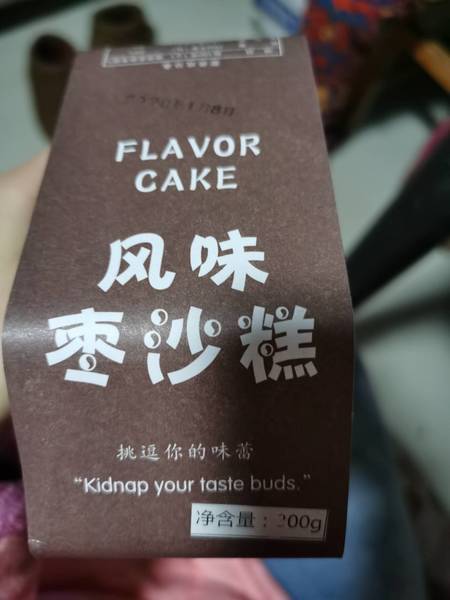 FLAVOR
CAKE
风味
枣沙糕
挑逗你的味蕾
“Kidnap your taste buds.”
净含量：200g